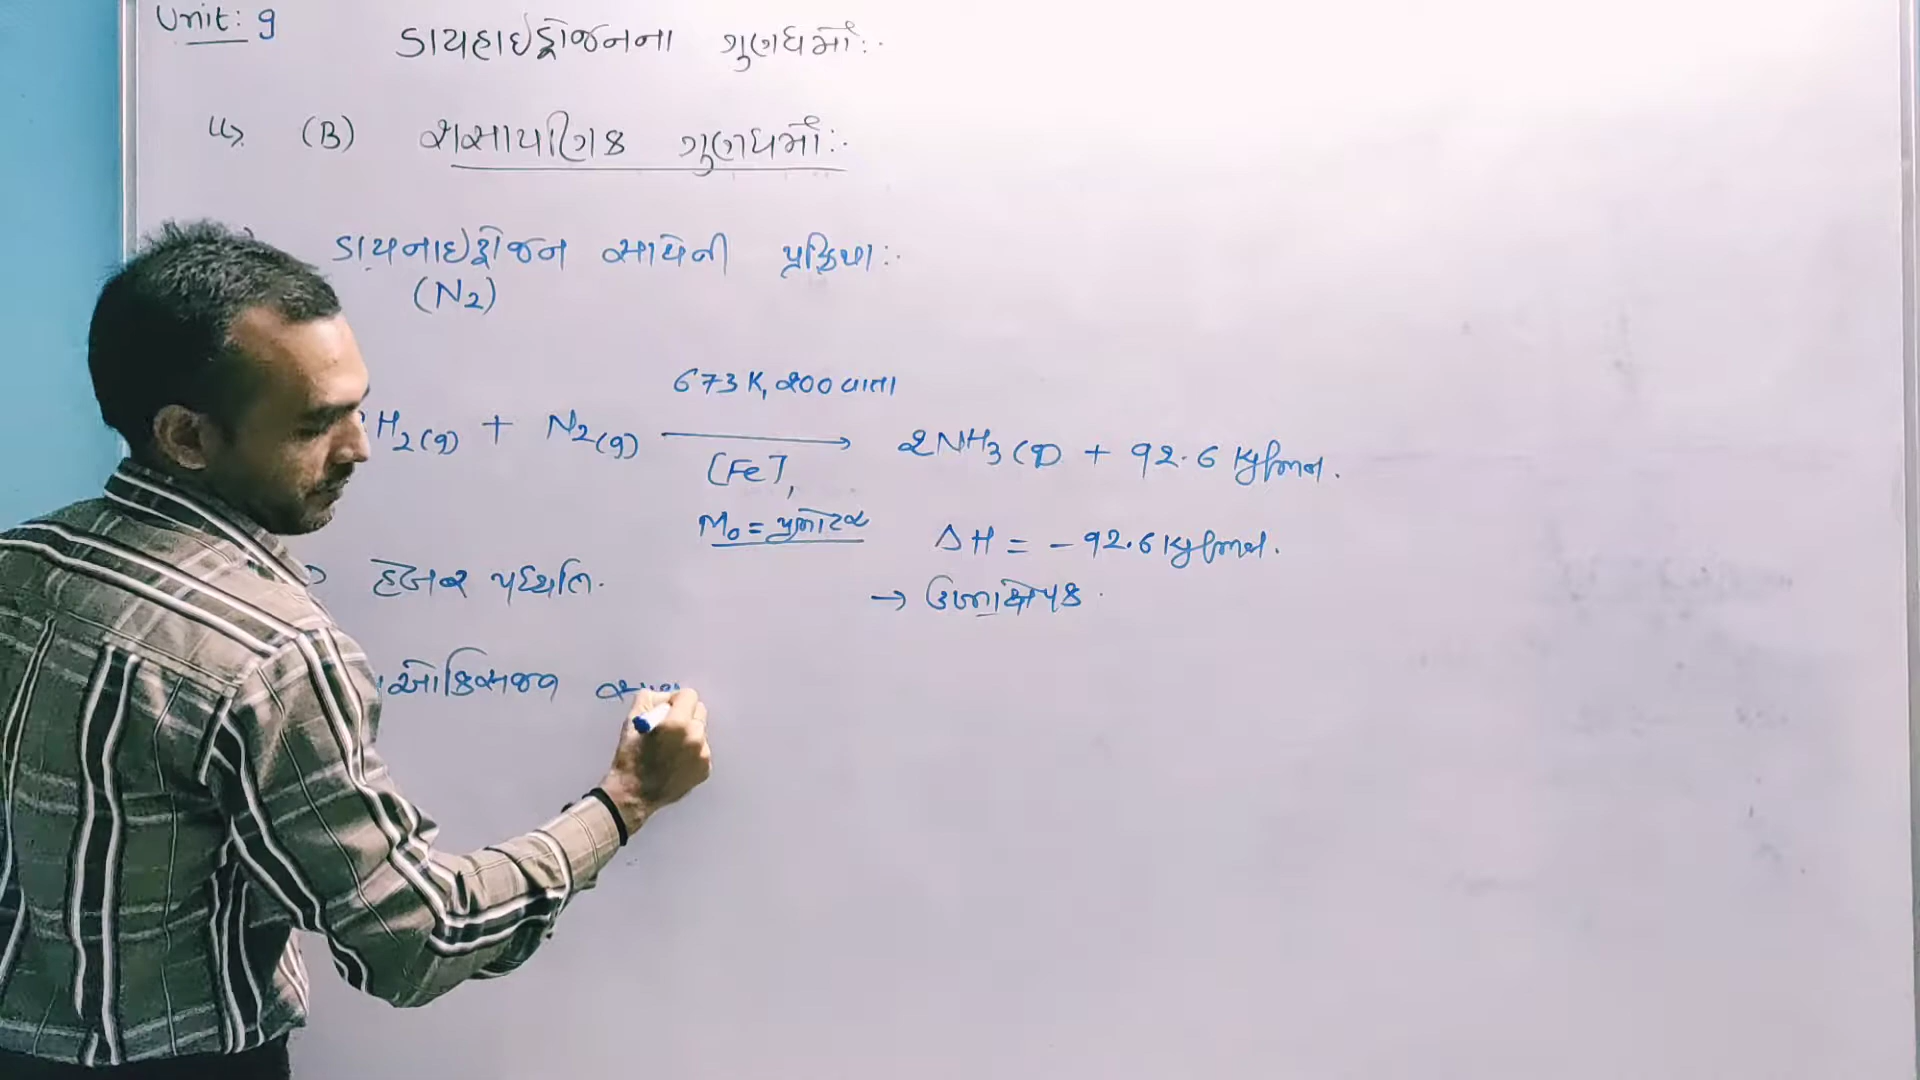 Unit: 9
ડાયહાઇડ્રોજનના ગુણધર્મો:-
(B) રાસાયણિક ગુણધર્મો:-
ડાયનાઇટ્રોજન સાથેની પ્રક્રિયા:-
(N2)
673 K, 200 વાતા
H2(g) + N2(g) → 2NH3(l) + 92.6 KJ/mol.
[Fe],
Mo = પ્રમોટર
ΔH = -92.6 KJ/mol.
હેબર પધ્ધતિ.
→ ઉષ્માક્ષેપક
ઓક્સિજન